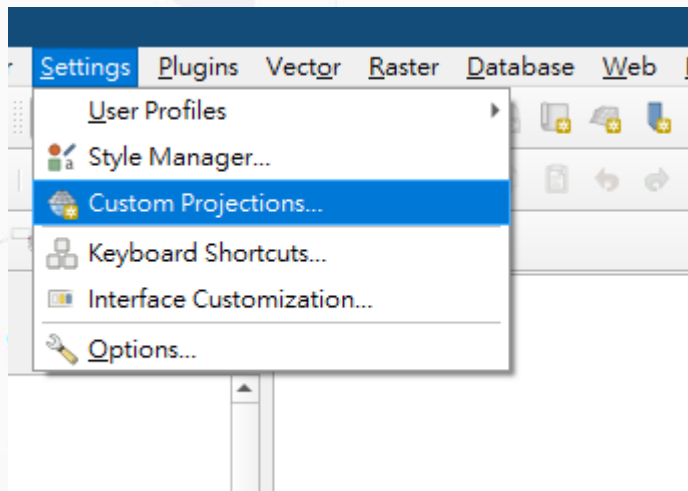 Settings Plugins Vector Raster Database Web
User Profiles
Style Manager...
Custom Projections...
Keyboard Shortcuts...
Interface Customization...
Options...